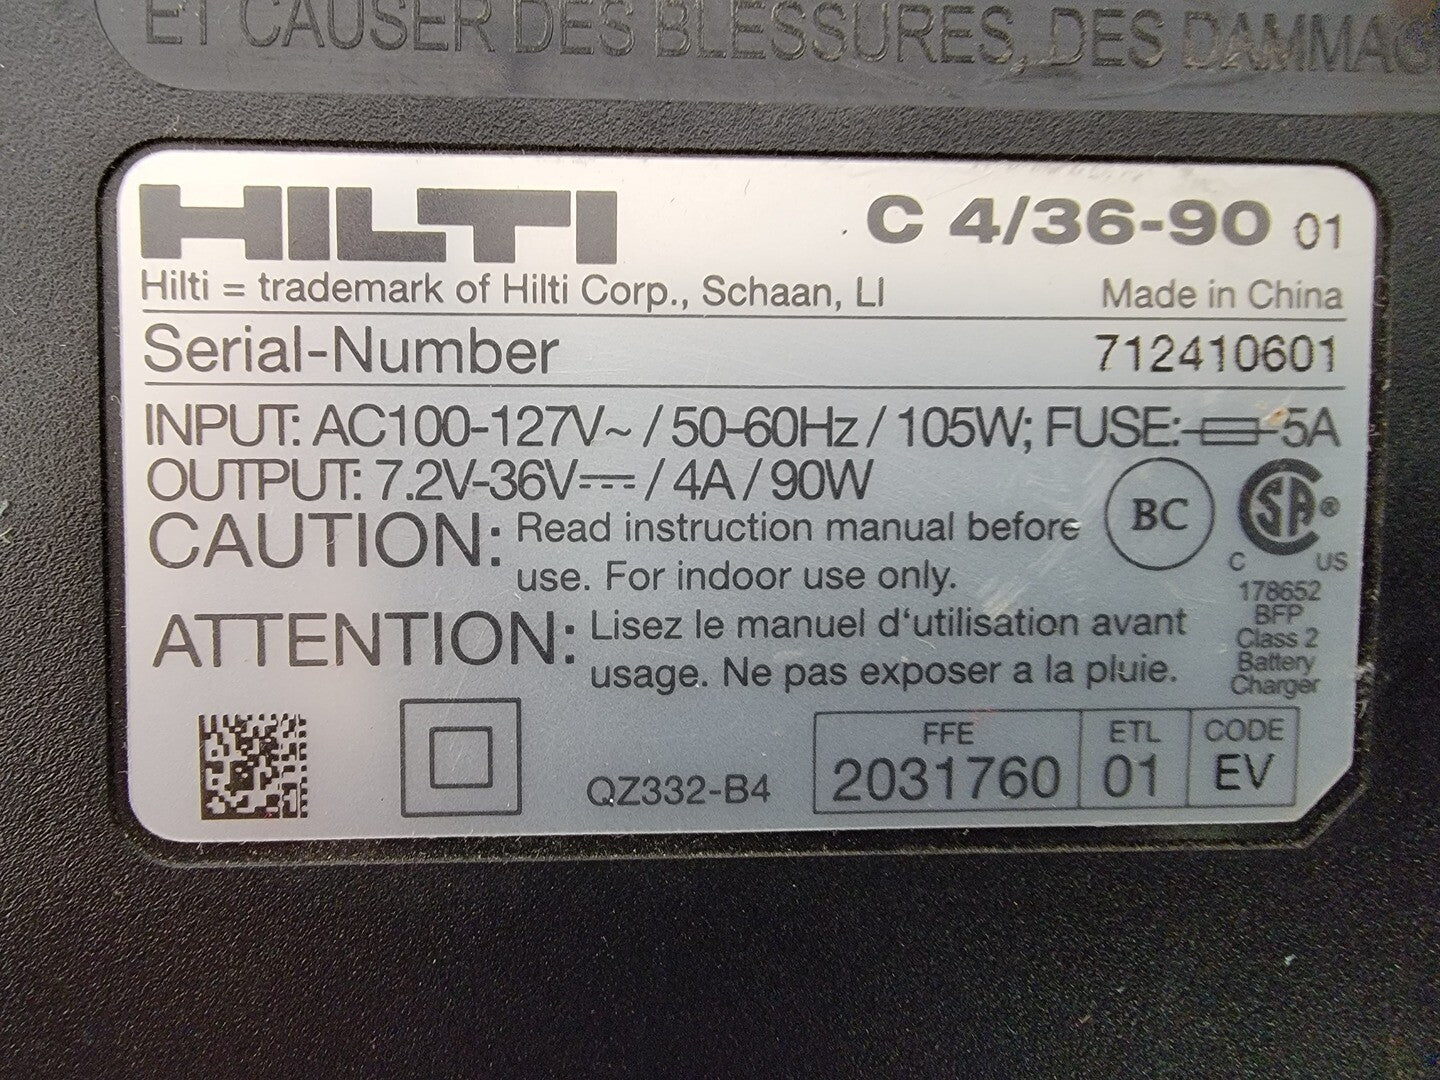 ET CAUSER DES BLESSURES, DES DAMMAG
HILTI C 4/36-90 01
Hilti = trademark of Hilti Corp., Schaan, LI Made in China
Serial-Number 712410601
INPUT: AC100-127V~ / 50-60Hz / 105W; FUSE: 5A
OUTPUT: 7.2V-36V⎓ / 4A / 90W
CAUTION: Read instruction manual before
use. For indoor use only.
ATTENTION: Lisez le manuel d'utilisation avant
usage. Ne pas exposer a la pluie.
BC
CSA®
C US
178652
BFP
Class 2
Battery
Charger
QZ332-B4
FFE ETL CODE
2031760 01 EV